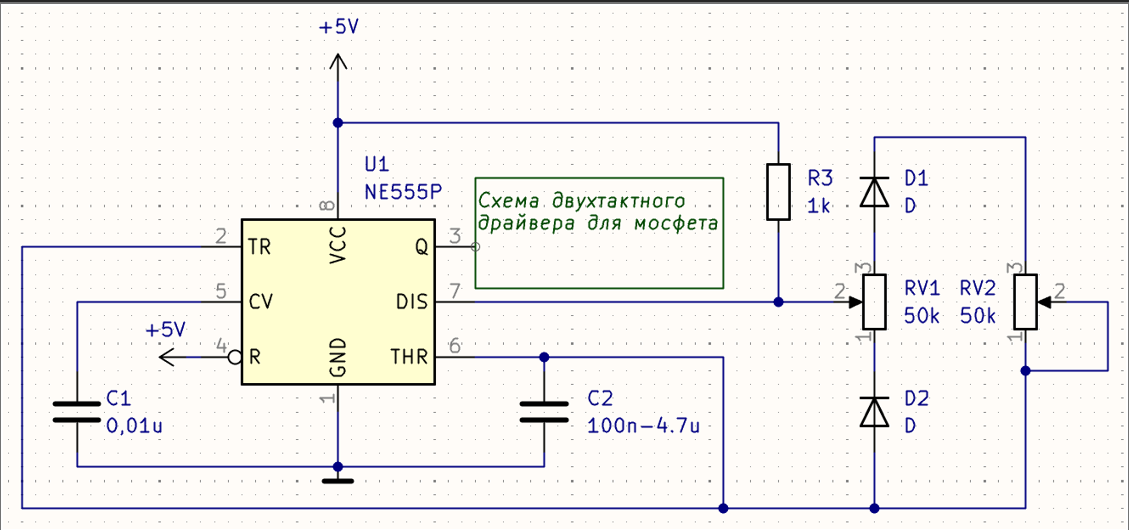 +5V
U1
NE555P
8
2
TR
VCC
Q
3
Схема двухтактного
драйвера для мосфета
R3
1k
D1
D
5
CV
DIS
7
2
3
RV1
50k
1
RV2
50k
3
2
1
+5V
4
R
GND
THR
6
1
C1
0,01u
C2
100n-4.7u
D2
D